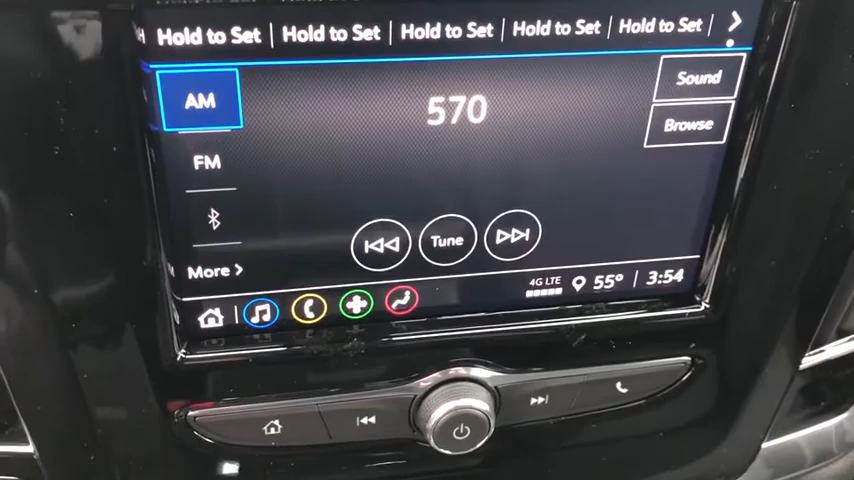 Hold to Set | Hold to Set | Hold to Set | Hold to Set | Hold to Set
AM
570
Sound
Browse
FM
Tune
More
4G LTE
55° | 3:54